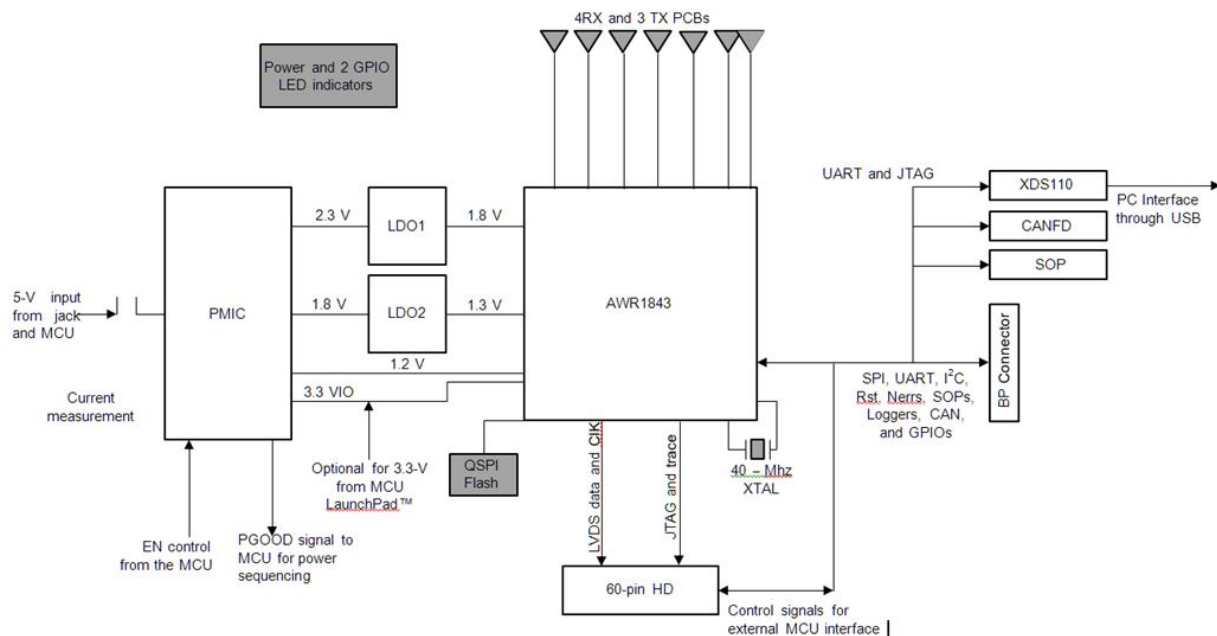 4RX and 3 TX PCBs
Power and 2 GPIO
LED indicators
UART and JTAG
XDS110
PC Interface
through USB
CANFD
SOP
2.3 V
LDO1
1.8 V
5-V input
from jack
and MCU
PMIC
1.8 V
LDO2
1.3 V
AWR1843
1.2 V
3.3 VIO
BP Connector
SPI, UART, I²C,
Rst, Nerrs, SOPs,
Loggers, CAN,
and GPIOs
Current
measurement
Optional for 3.3-V
from MCU
LaunchPad™
QSPI
Flash
LVDS data and ClK
JTAG and trace
40 – Mhz
XTAL
EN control
from the MCU
PGOOD signal to
MCU for power
sequencing
60-pin HD
Control signals for
external MCU interface